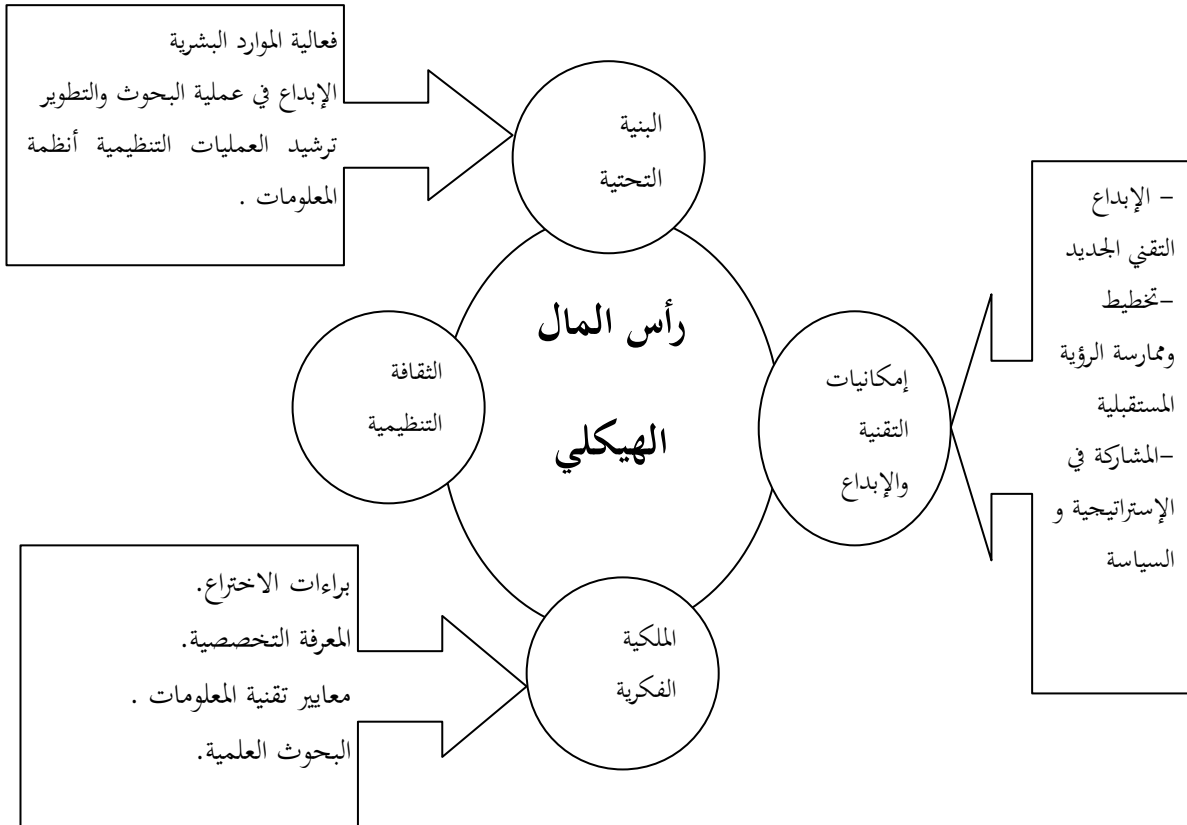 فعالية الموارد البشرية
الإبداع في عملية البحوث والتطوير
ترشيد العمليات التنظيمية أنظمة
المعلومات .
البنية
التحتية
– الإبداع
التقني الجديد
–تخطيط
وممارسة الرؤية
المستقبلية
–المشاركة في
الإستراتيجية و
السياسة
رأس المال
الهيكلي
إمكانيات
التقنية
والإبداع
الثقافة
التنظيمية
الملكية
الفكرية
براءات الاختراع.
المعرفة التخصصية.
معايير تقنية المعلومات .
البحوث العلمية.